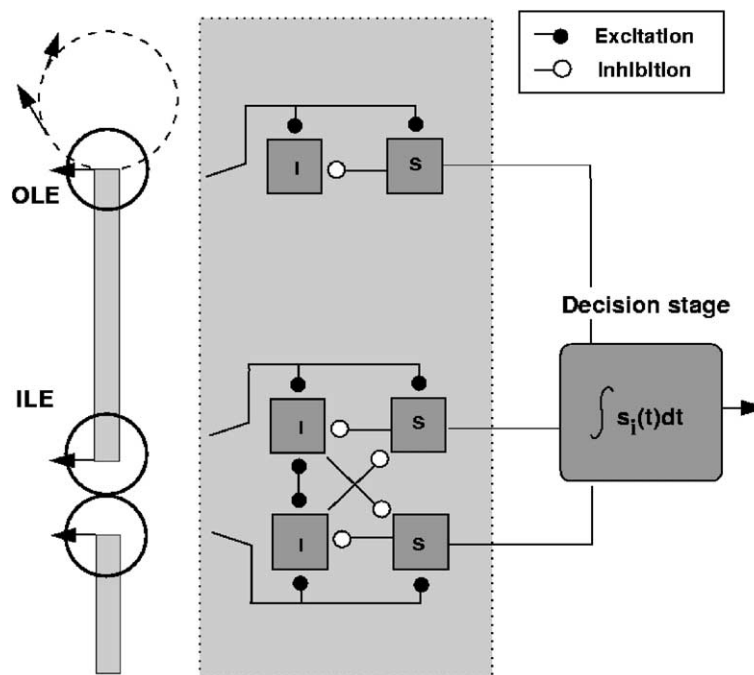 Excitation
Inhibition
OLE
I
S
Decision stage
ILE
I
S
∫ s_i(t)dt
I
S